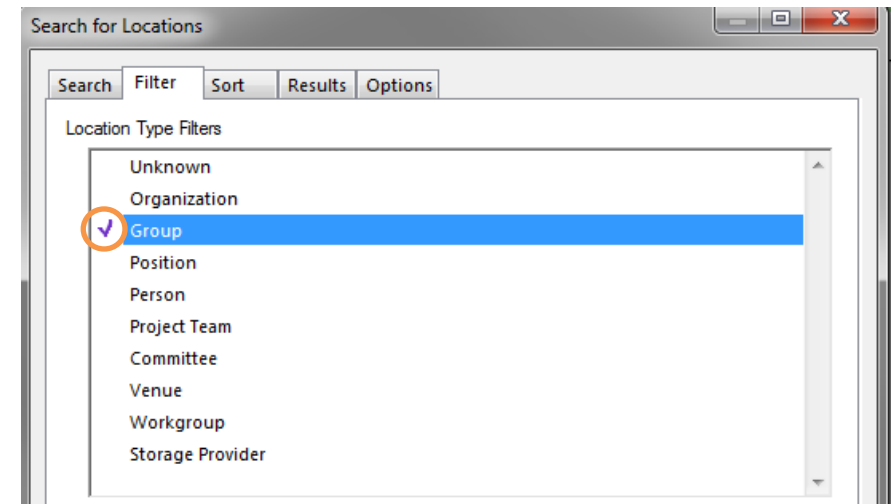 Search for Locations
Search Filter Sort Results Options
Location Type Filters
Unknown
Organization
Group
Position
Person
Project Team
Committee
Venue
Workgroup
Storage Provider